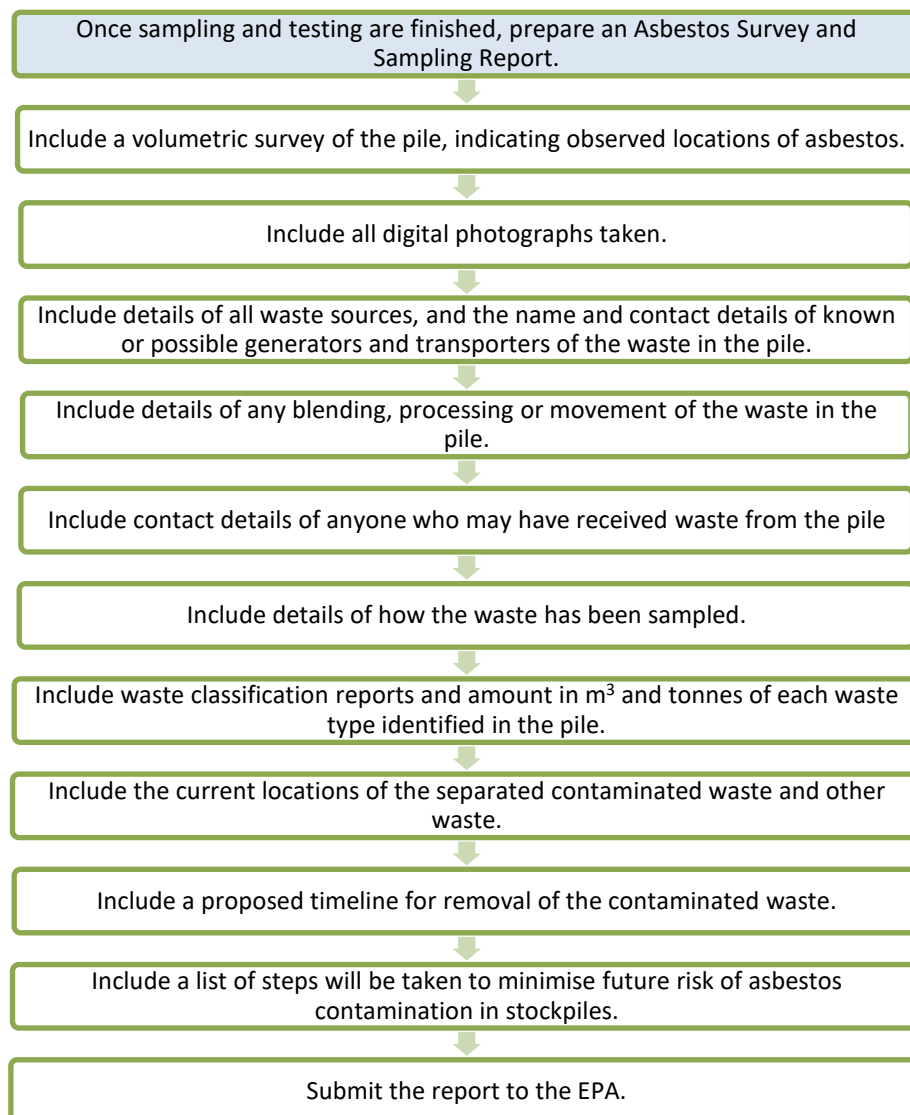 Once sampling and testing are finished, prepare an Asbestos Survey and
Sampling Report.
Include a volumetric survey of the pile, indicating observed locations of asbestos.
Include all digital photographs taken.
Include details of all waste sources, and the name and contact details of known
or possible generators and transporters of the waste in the pile.
Include details of any blending, processing or movement of the waste in the
pile.
Include contact details of anyone who may have received waste from the pile
Include details of how the waste has been sampled.
Include waste classification reports and amount in m³ and tonnes of each waste
type identified in the pile.
Include the current locations of the separated contaminated waste and other
waste.
Include a proposed timeline for removal of the contaminated waste.
Include a list of steps will be taken to minimise future risk of asbestos
contamination in stockpiles.
Submit the report to the EPA.